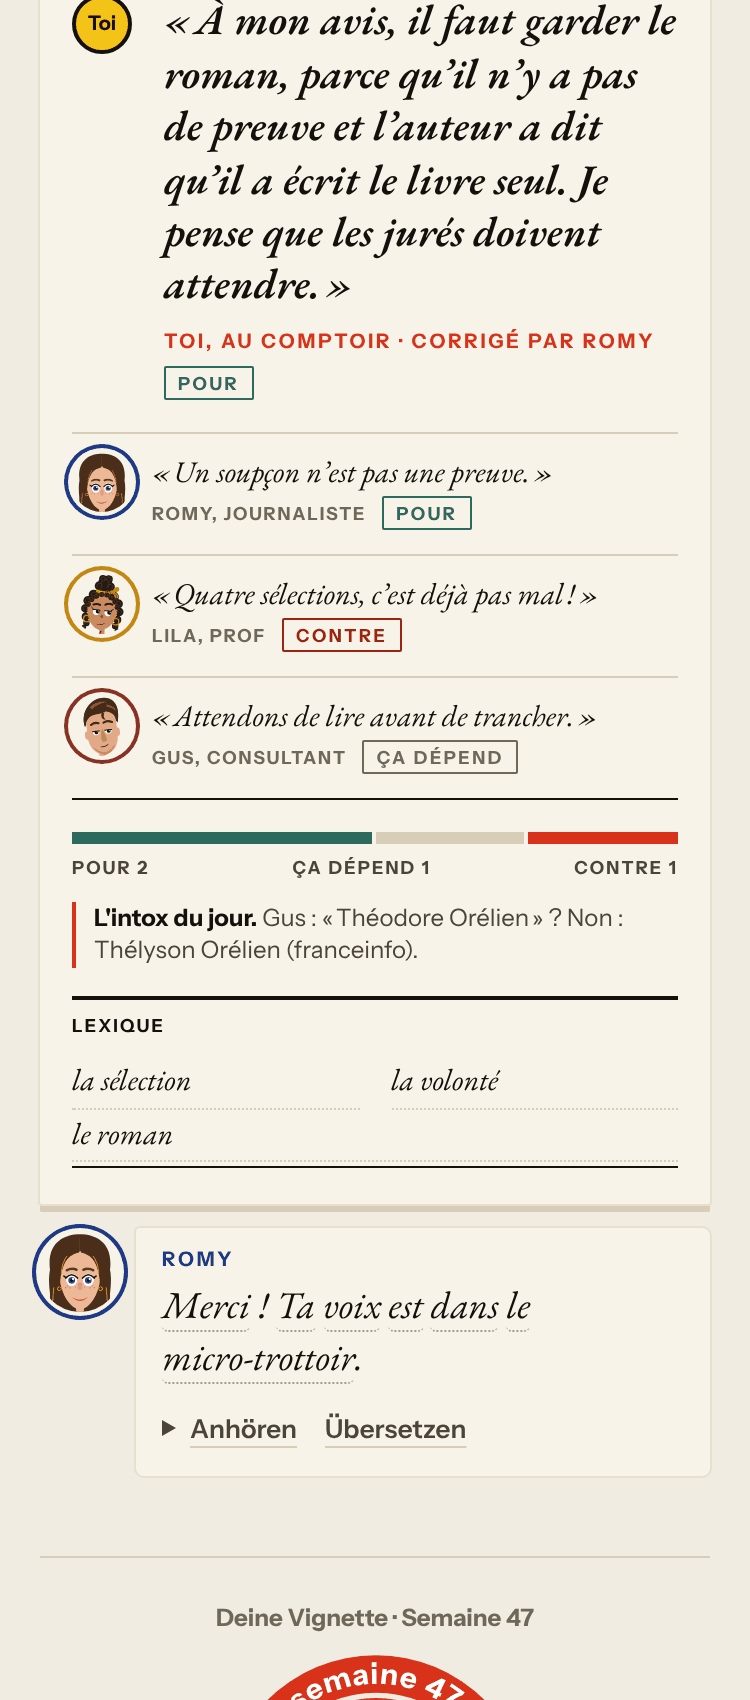 Toi
« À mon avis, il faut garder le
roman, parce qu’il n’y a pas
de preuve et l’auteur a dit
qu’il a écrit le livre seul. Je
pense que les jurés doivent
attendre. »
TOI, AU COMPTOIR · CORRIGÉ PAR ROMY
POUR
« Un soupçon n’est pas une preuve. »
ROMY, JOURNALISTE POUR
« Quatre sélections, c’est déjà pas mal ! »
LILA, PROF CONTRE
« Attendons de lire avant de trancher. »
GUS, CONSULTANT ÇA DÉPEND
POUR 2 ÇA DÉPEND 1 CONTRE 1
L'intox du jour. Gus : « Théodore Orélien » ? Non :
Thélyson Orélien (franceinfo).
LEXIQUE
la sélection la volonté
le roman
ROMY
Merci ! Ta voix est dans le
micro-trottoir.
Anhören Übersetzen
Deine Vignette · Semaine 47
semaine 47